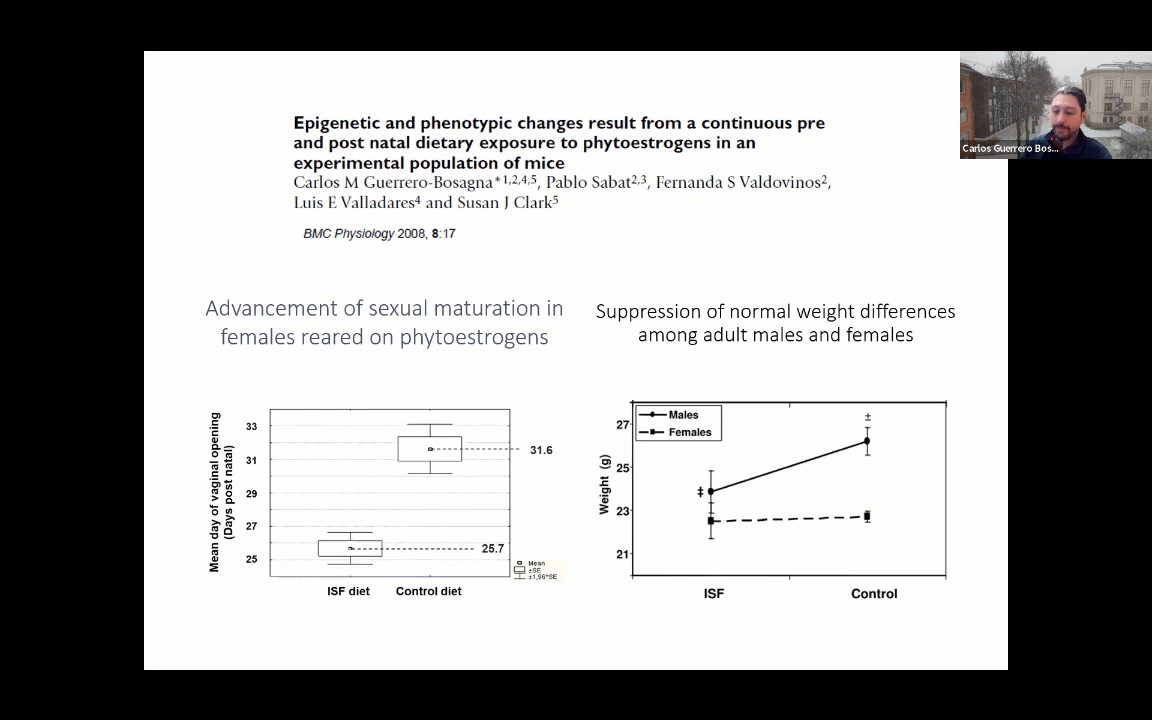 Epigenetic and phenotypic changes result from a continuous pre
and post natal dietary exposure to phytoestrogens in an
experimental population of mice
Carlos M Guerrero-Bosagna*1,2,4,5, Pablo Sabat2,3, Fernanda S Valdovinos2,
Luis E Valladares4 and Susan J Clark5
BMC Physiology 2008, 8:17
Carlos Guerrero Bos...
Advancement of sexual maturation in
females reared on phytoestrogens
Mean day of vaginal opening
(Days post natal)
33
31
29
27
25
31.6
25.7
Mean
±SE
±1,96*SE
ISF diet
Control diet
Suppression of normal weight differences
among adult males and females
Males
Females
Weight (g)
27
25
23
21
‡
‡
ISF
Control